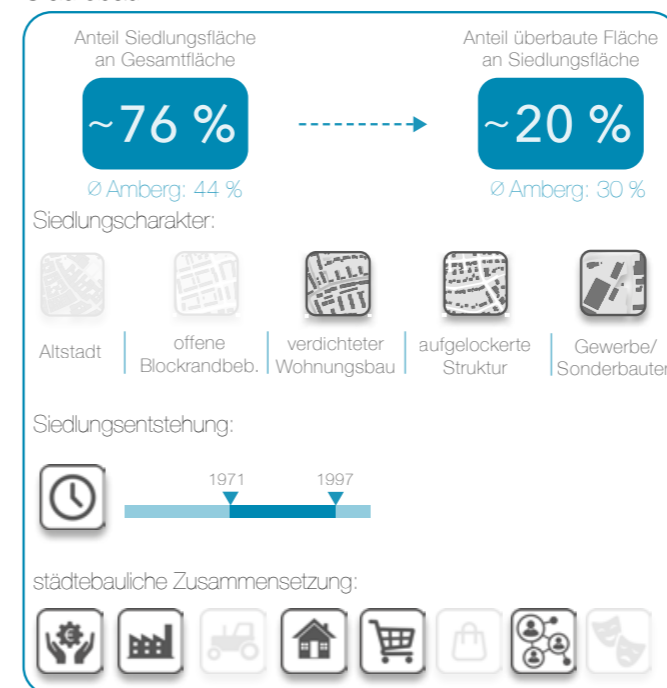 Anteil Siedlungsfläche
an Gesamtfläche
Anteil überbaute Fläche
an Siedlungsfläche
~76 %
~20 %
Ø Amberg: 44 %
Ø Amberg: 30 %
Siedlungscharakter:
Altstadt
offene
Blockrandbeb.
verdichteter
Wohnungsbau
aufgelockerte
Struktur
Gewerbe/
Sonderbauten
Siedlungsentstehung:
1971
1997
städtebauliche Zusammensetzung:
€